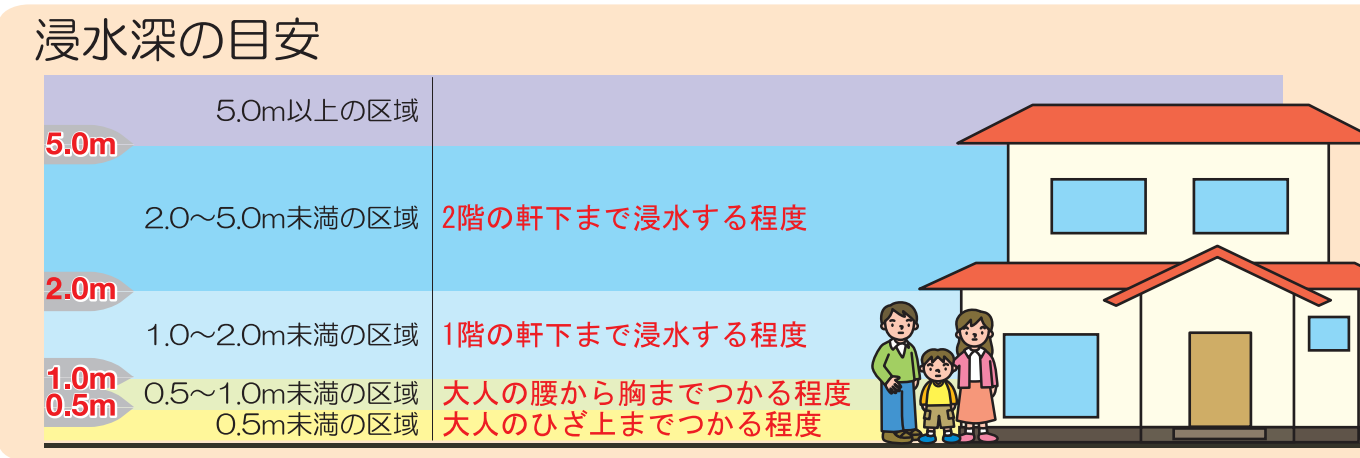 浸水深の目安
5.0m以上の区域
5.0m
2.0～5.0m未満の区域 2階の軒下まで浸水する程度
2.0m
1.0～2.0m未満の区域 1階の軒下まで浸水する程度
1.0m
0.5～1.0m未満の区域 大人の腰から胸までつかる程度
0.5m
0.5m未満の区域 大人のひざ上までつかる程度